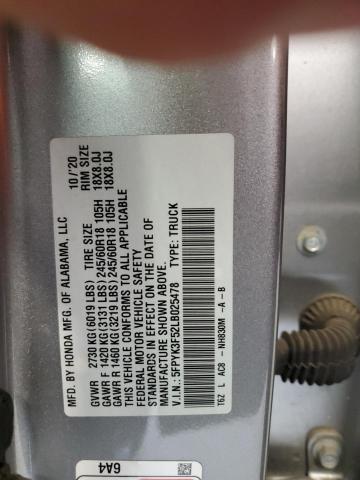 MFD. BY HONDA MFG. OF ALABAMA, LLC 10/'20
TIRE SIZE RIM SIZE
GVWR 2730 KG(6019 LBS)
GAWR F 1420 KG(3131 LBS) 245/60R18 105H 18X8.0J
GAWR R 1460 KG(3219 LBS) 245/60R18 105H 18X8.0J
THIS VEHICLE CONFORMS TO ALL APPLICABLE
FEDERAL MOTOR VEHICLE SAFETY
STANDARDS IN EFFECT ON THE DATE OF
MANUFACTURE SHOWN ABOVE.
V.I.N.: 5FPYK3F52LB025478 TYPE: TRUCK
T6Z L AC8 - NH830M -A -B
6A4